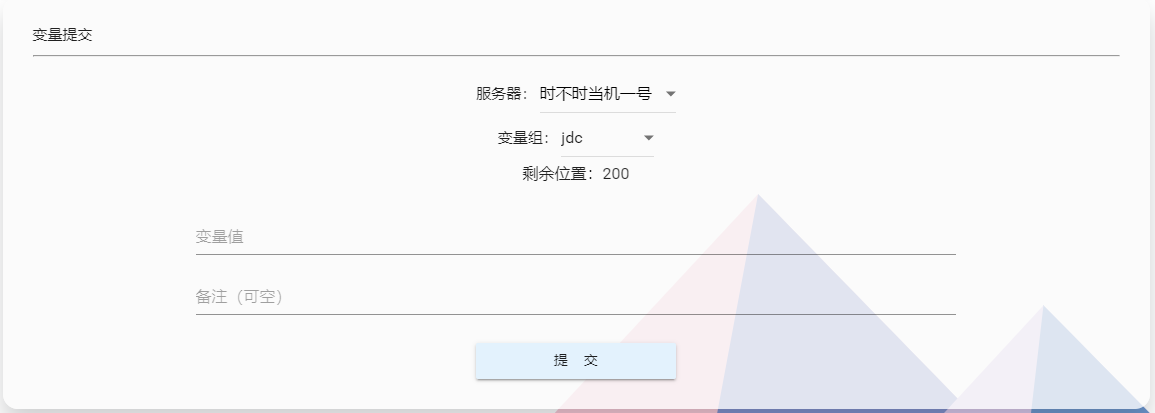 变量提交
服务器：时不时当机一号
变量组：jdc
剩余位置：200
变量值
备注（可空）
提 交